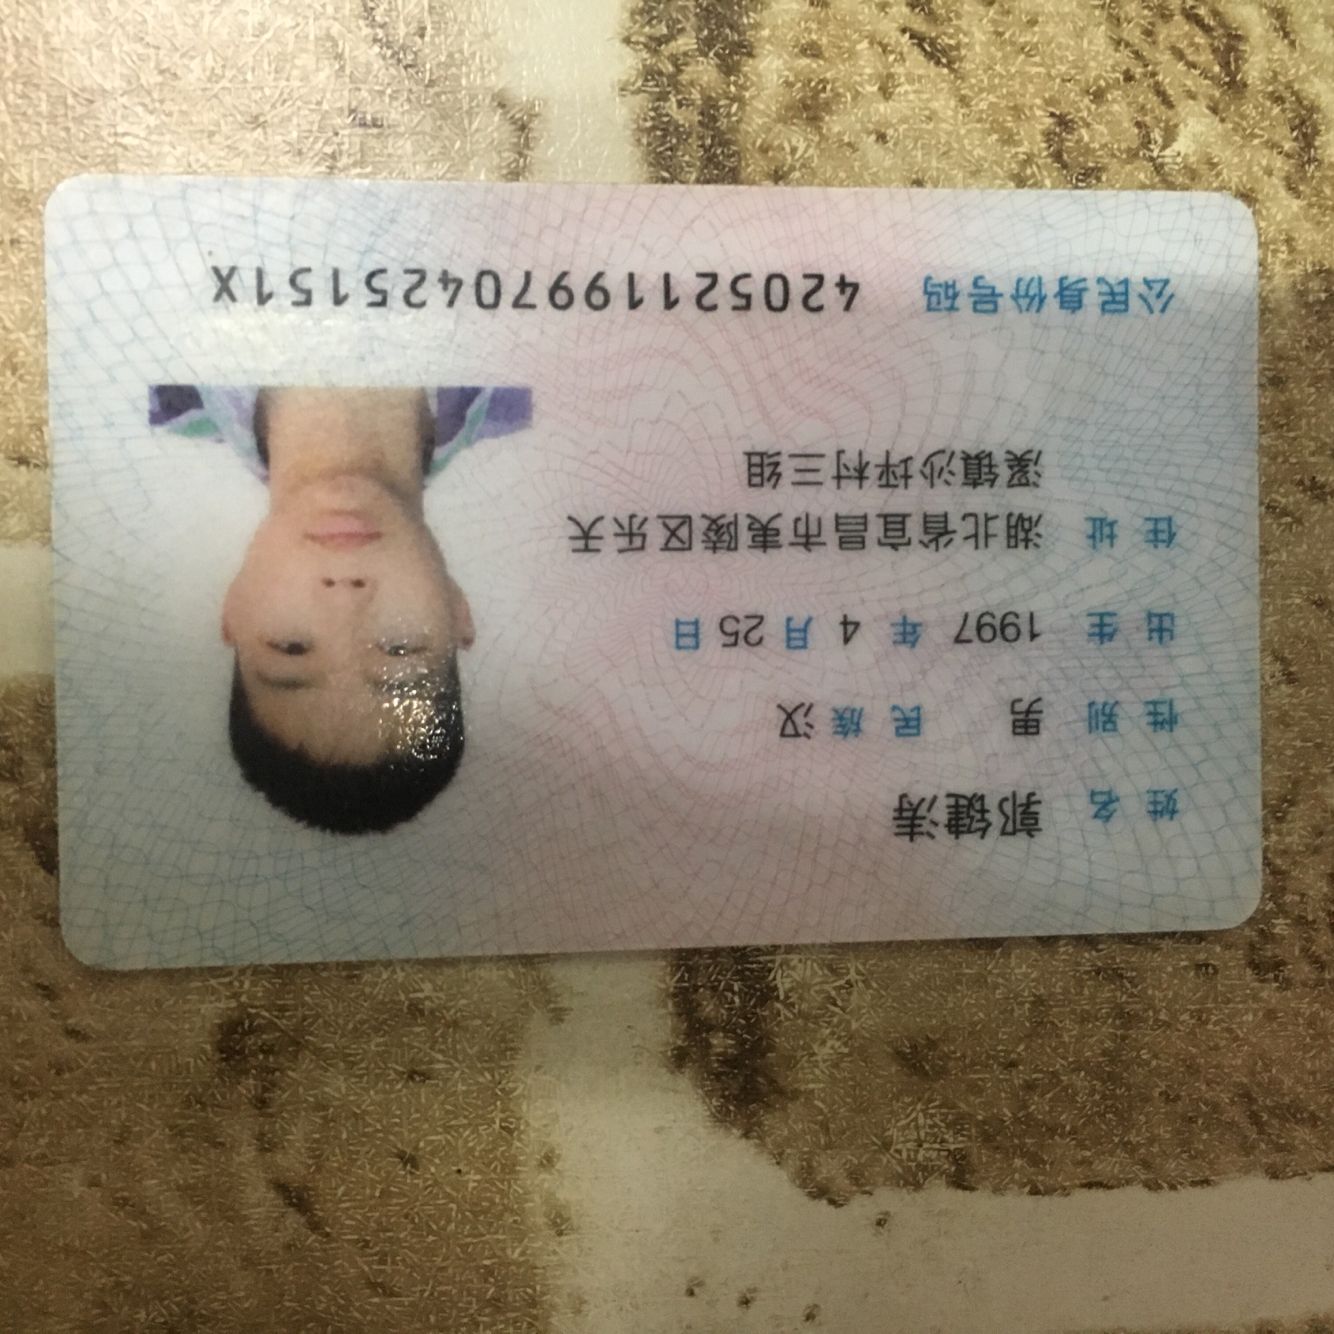 姓名 郭键涛
性别 男 民族 汉
出生 1997 年 4 月 25 日
住址 湖北省宜昌市夷陵区乐天
溪镇沙坪村三组
公民身份号码 42052119970425151X